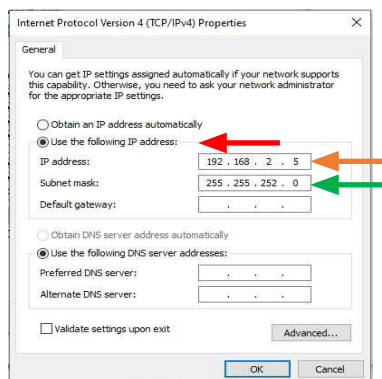 Internet Protocol Version 4 (TCP/IPv4) Properties
General
You can get IP settings assigned automatically if your network supports
this capability. Otherwise, you need to ask your network administrator
for the appropriate IP settings.
Obtain an IP address automatically
Use the following IP address:
IP address: 192 . 168 . 2 . 5
Subnet mask: 255 . 255 . 252 . 0
Default gateway: . . .
Obtain DNS server address automatically
Use the following DNS server addresses:
Preferred DNS server: . . .
Alternate DNS server: . . .
Validate settings upon exit
Advanced...
OK Cancel